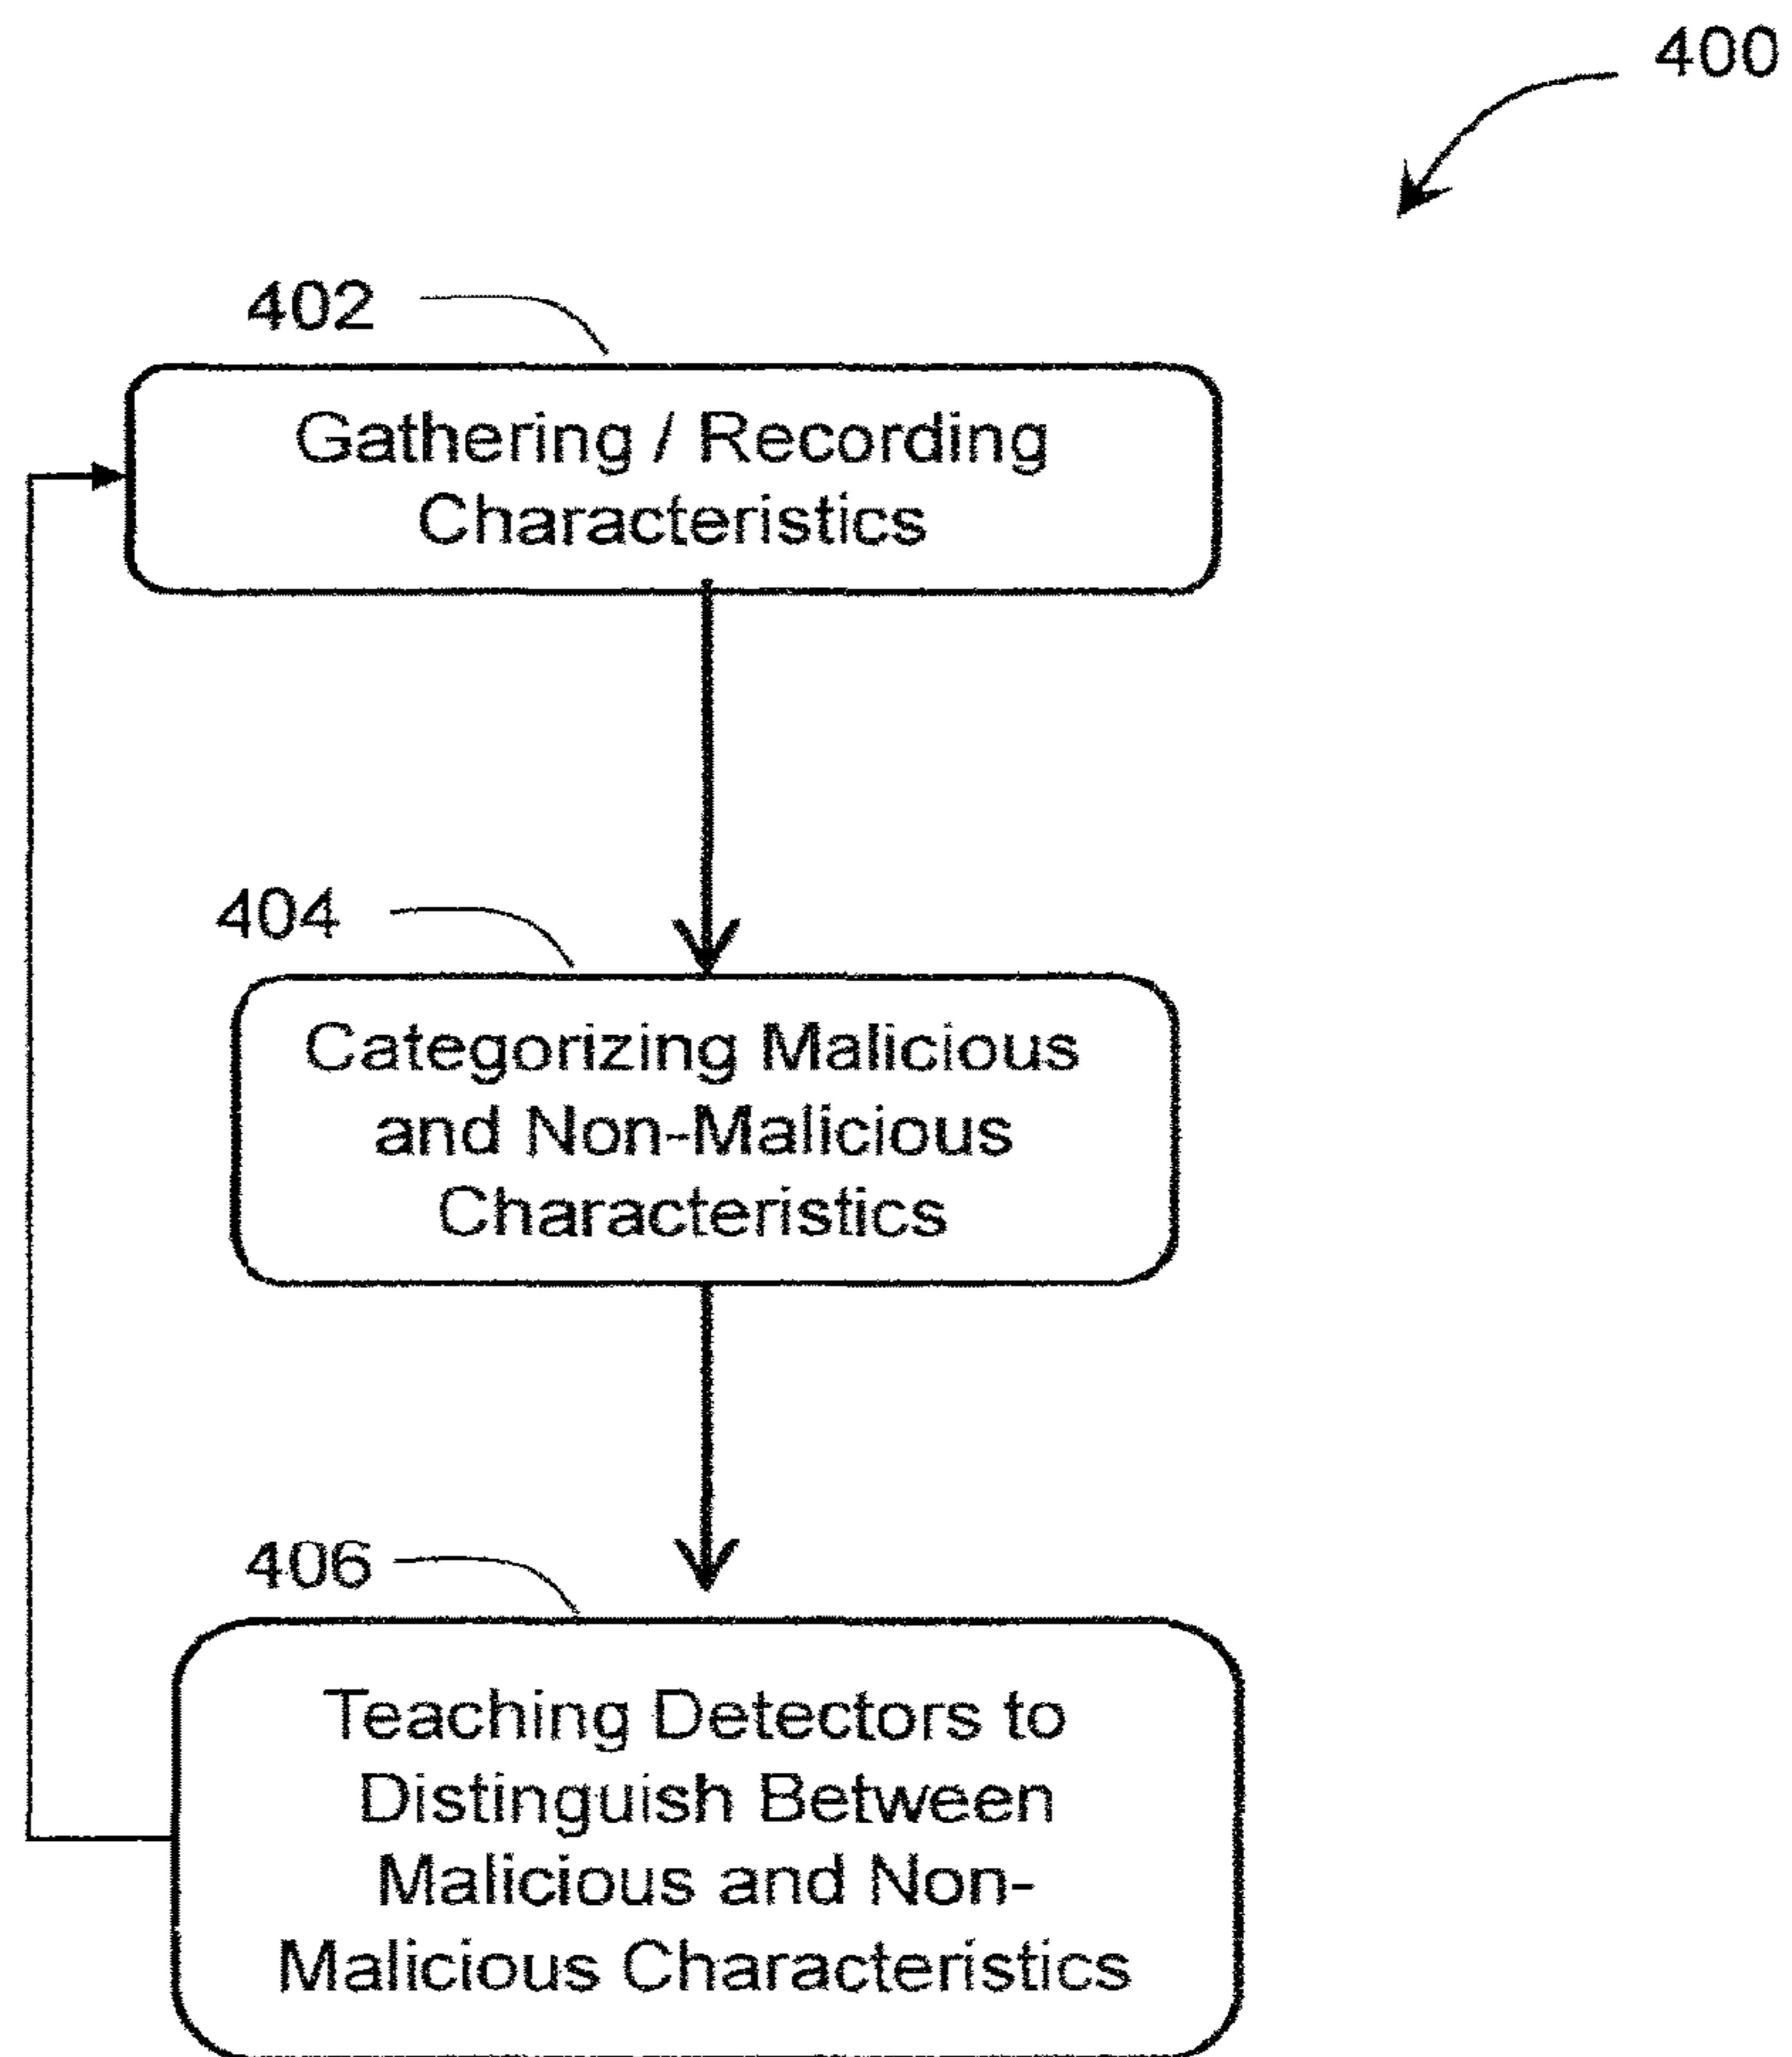 400
402
Gathering / Recording
Characteristics
404
Categorizing Malicious
and Non-Malicious
Characteristics
406
Teaching Detectors to
Distinguish Between
Malicious and Non-
Malicious Characteristics